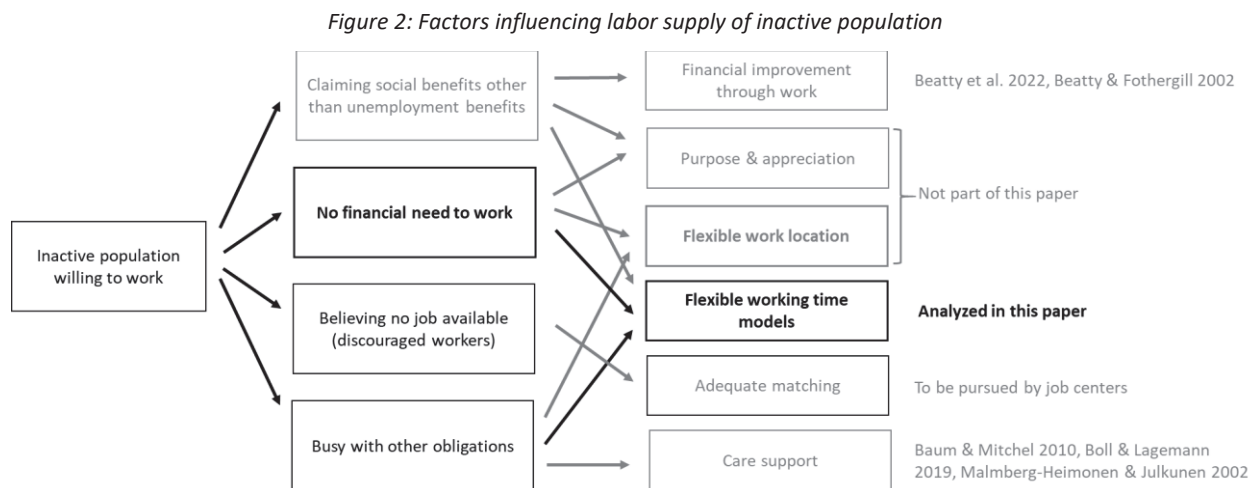 Figure 2: Factors influencing labor supply of inactive population
Claiming social benefits other
than unemployment benefits
Financial improvement
through work
Beatty et al. 2022, Beatty & Fothergill 2002
Purpose & appreciation
Not part of this paper
No financial need to work
Flexible work location
Inactive population
willing to work
Flexible working time
models
Analyzed in this paper
Believing no job available
(discouraged workers)
Adequate matching
To be pursued by job centers
Busy with other obligations
Care support
Baum & Mitchel 2010, Boll & Lagemann
2019, Malmberg-Heimonen & Julkunen 2002